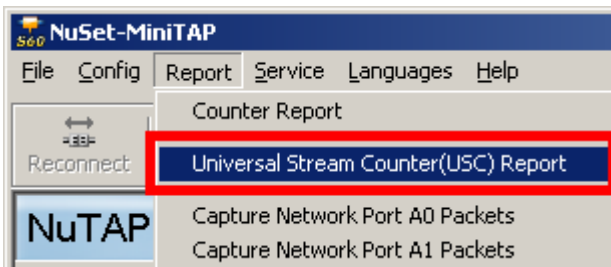 S60 NuSet-MiniTAP
File Config Report Service Languages Help
Counter Report
Reconnect
Universal Stream Counter(USC) Report
NuTAP
Capture Network Port A0 Packets
Capture Network Port A1 Packets